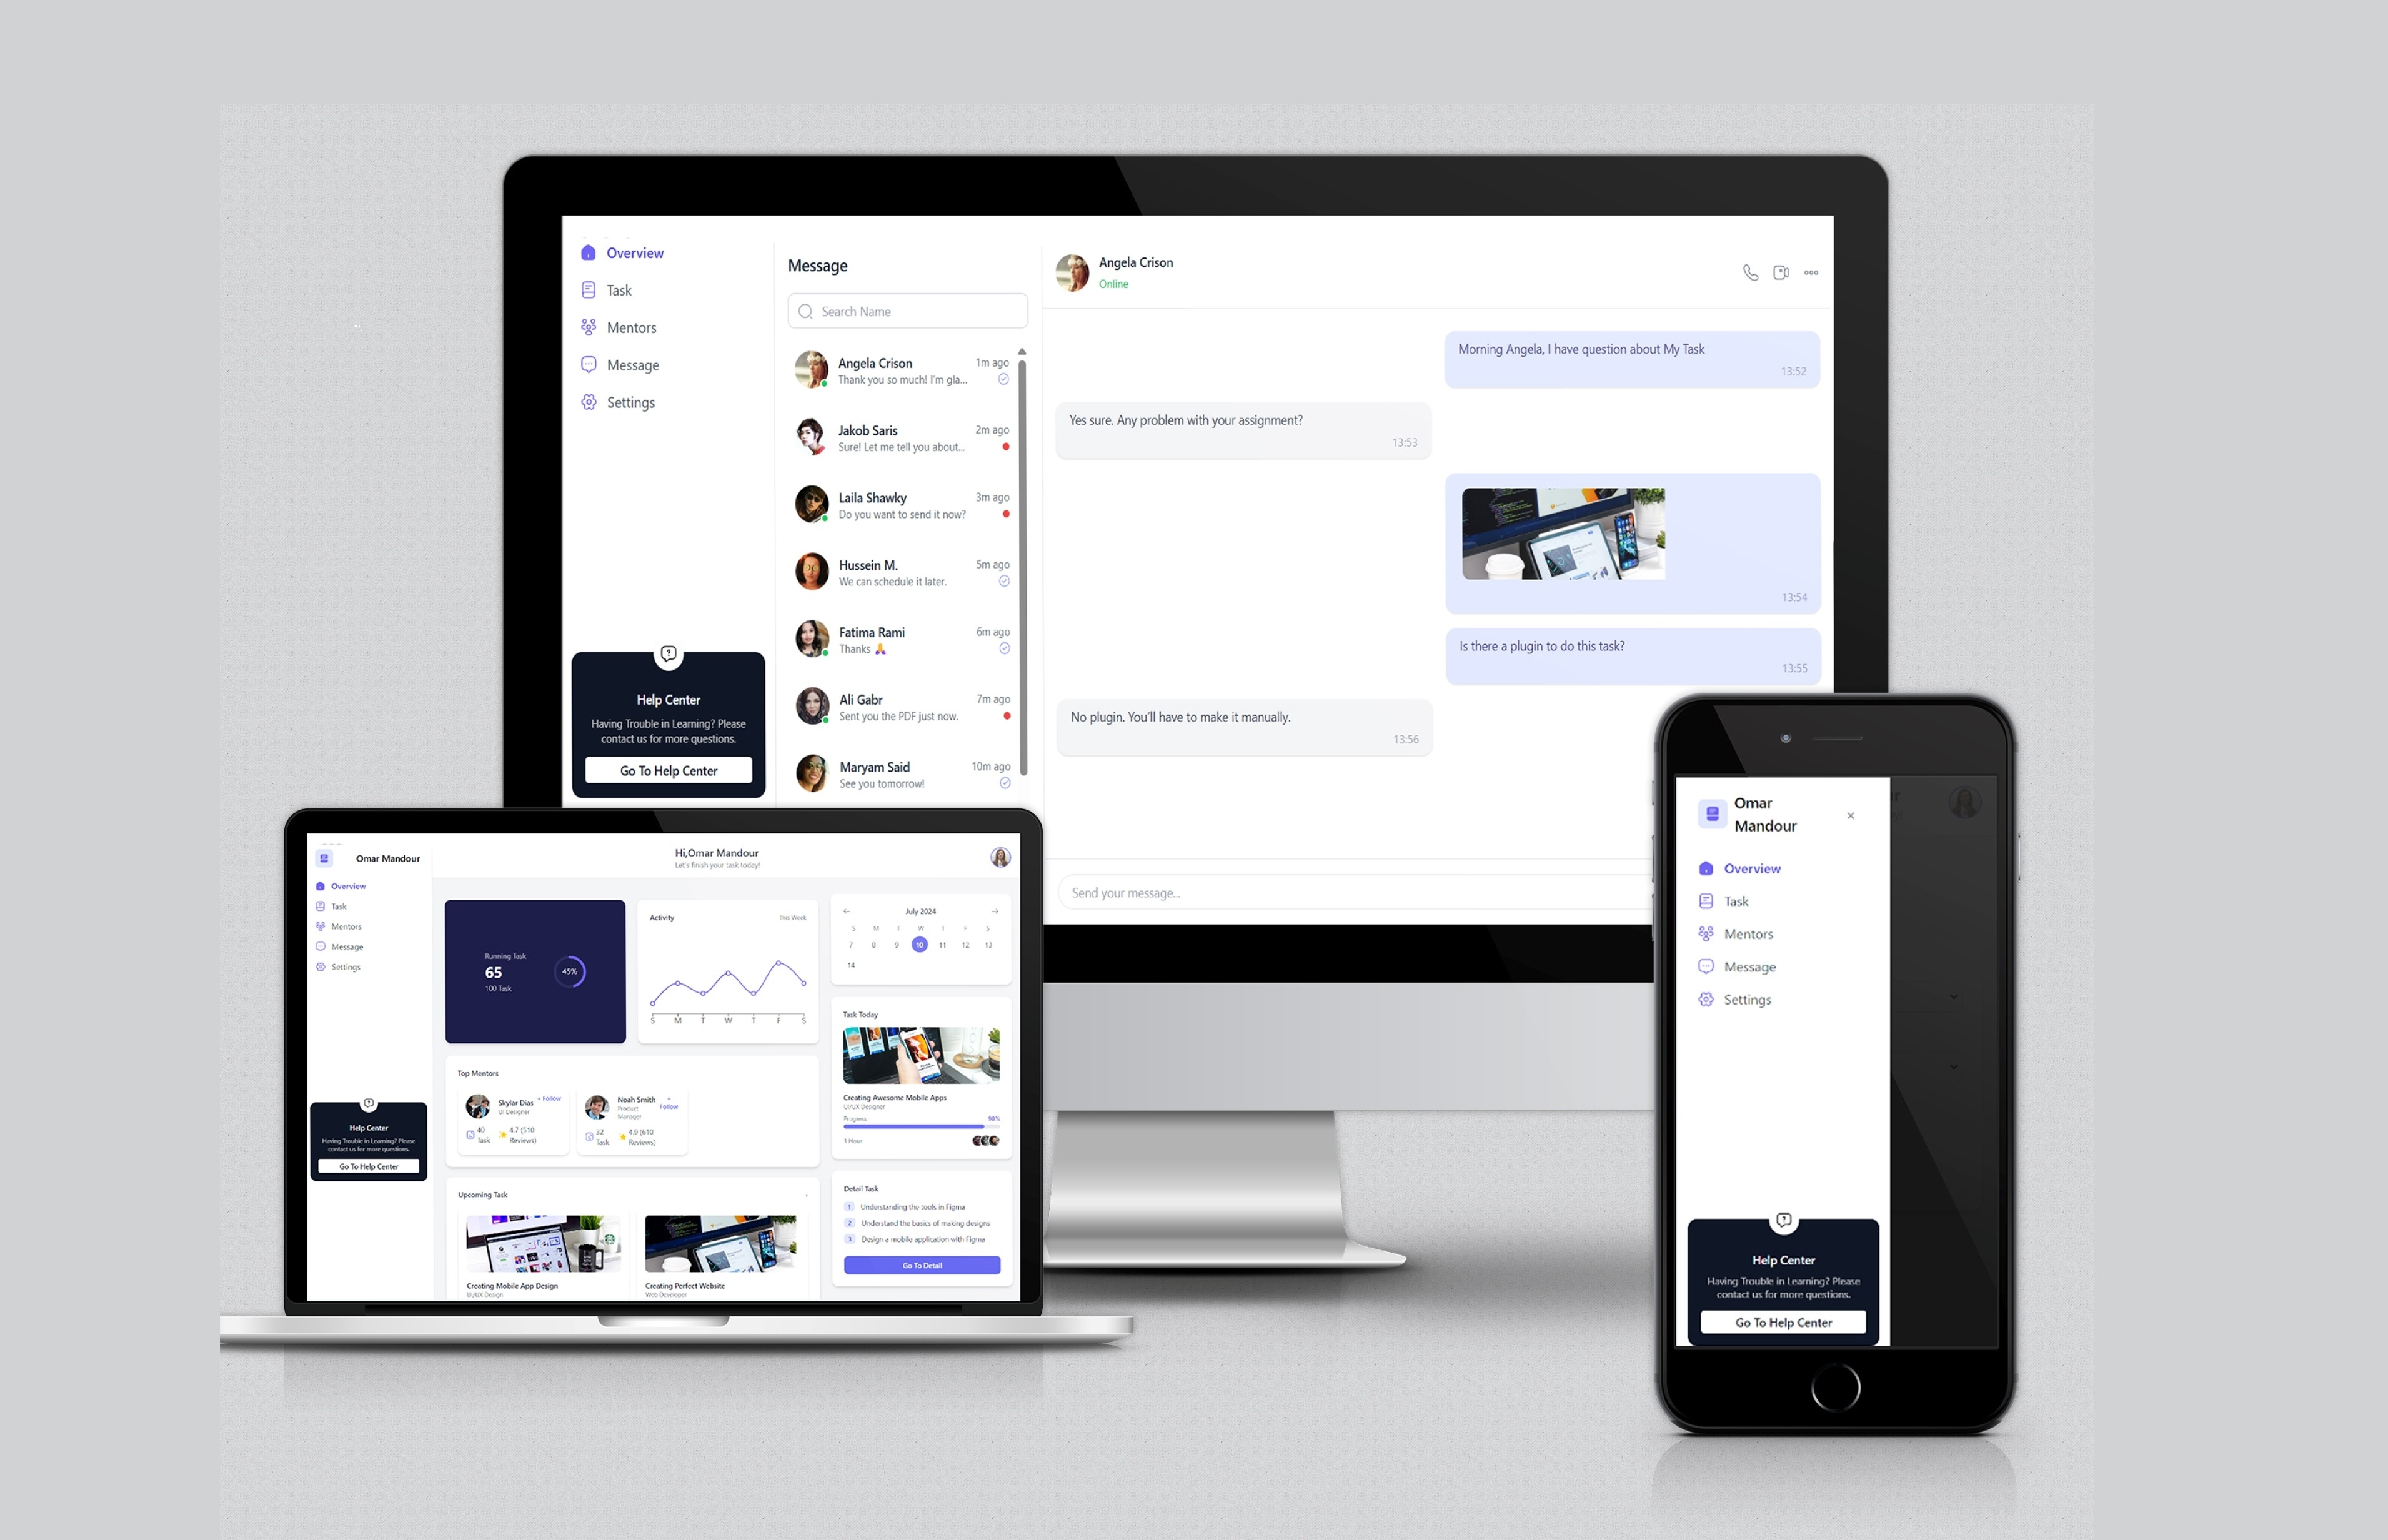 Overview
Task
Mentors
Message
Settings
Help Center
Having Trouble in Learning? Please
contact us for more questions.
Go To Help Center
Message
Search Name
Angela Crison
1m ago
Thank you so much! I'm gla...
Jakob Saris
2m ago
Sure! Let me tell you about...
Laila Shawky
3m ago
Do you want to send it now?
Hussein M.
5m ago
We can schedule it later.
Fatima Rami
6m ago
Thanks 🙏
Ali Gabr
7m ago
Sent you the PDF just now.
Maryam Said
10m ago
See you tomorrow!
Angela Crison
Online
Morning Angela, I have question about My Task
13:52
Yes sure. Any problem with your assignment?
13:53
13:54
Is there a plugin to do this task?
13:55
No plugin. You'll have to make it manually.
13:56
Send your message...
Omar Mandour
Overview
Task
Mentors
Message
Settings
Help Center
Having Trouble in Learning? Please
contact us for more questions.
Go To Help Center
Hi,Omar Mandour
Let's finish your task today!
Running Task
65
100 Task
45%
Activity
This Week
S M T W T F S
July 2024
S M T W T F S
7 8 9 10 11 12 13
14
Top Mentors
Skylar Dias
+ Follow
UI Designer
40
Task
4.7 (510
Reviews)
Noah Smith
+
Follow
Product
Manager
32
Task
4.9 (610
Reviews)
Task Today
Creating Awesome Mobile Apps
UI/UX Designer
Progress
90%
1 Hour
Upcoming Task
Creating Mobile App Design
UI/UX Design
Creating Perfect Website
Web Developer
Detail Task
1 Understanding the tools in Figma
2 Understand the basics of making designs
3 Design a mobile application with Figma
Go To Detail
Omar
Mandour
Overview
Task
Mentors
Message
Settings
Help Center
Having Trouble in Learning? Please
contact us for more questions.
Go To Help Center